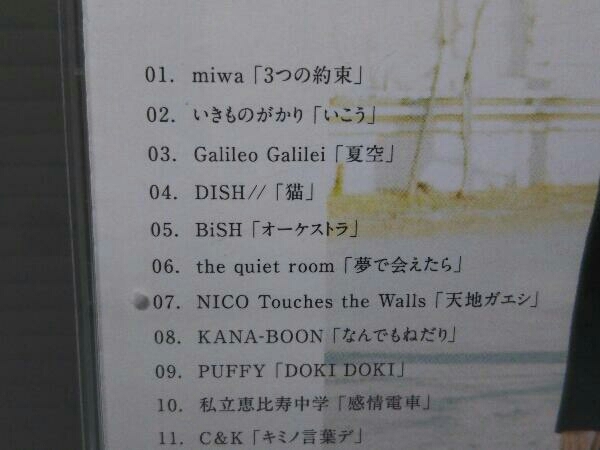 01. miwa「3つの約束」
02. いきものがかり「いこう」
03. Galileo Galilei「夏空」
04. DISH//「猫」
05. BiSH「オーケストラ」
06. the quiet room「夢で会えたら」
07. NICO Touches the Walls「天地ガエシ」
08. KANA-BOON「なんでもねだり」
09. PUFFY「DOKI DOKI」
10. 私立恵比寿中学「感情電車」
11. C&K「キミノ言葉デ」